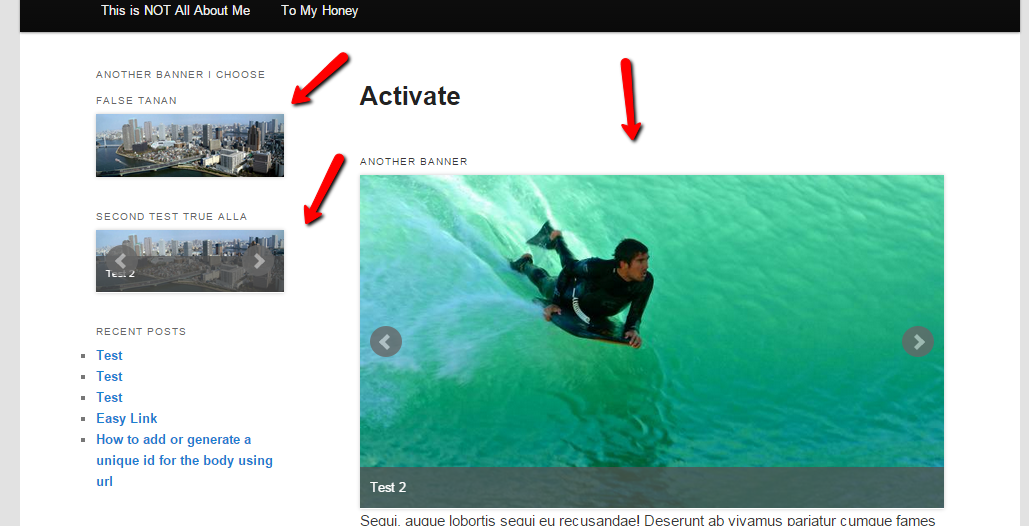 This is NOT All About Me
To My Honey
ANOTHER BANNER I CHOOSE
FALSE TANAN
SECOND TEST TRUE ALLA
Test 2
RECENT POSTS
Test
Test
Test
Easy Link
How to add or generate a
unique id for the body using
url
Activate
ANOTHER BANNER
Test 2
Sequi, augue lobortis sequi eu recusandae! Deserunt ab vivamus pariatur cumque fames